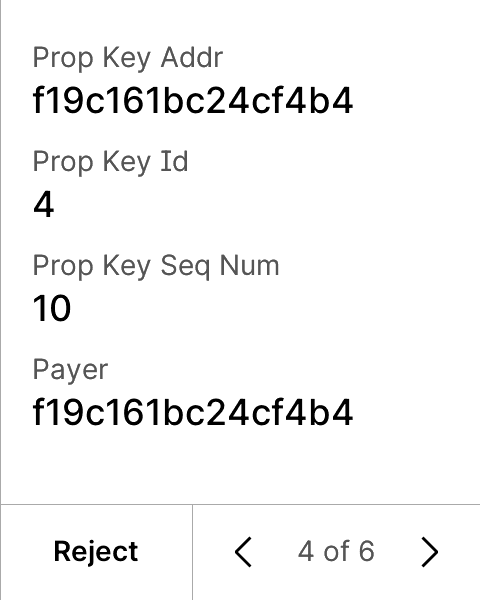 Prop Key Addr
f19c161bc24cf4b4
Prop Key Id
4
Prop Key Seq Num
10
Payer
f19c161bc24cf4b4
Reject
4 of 6